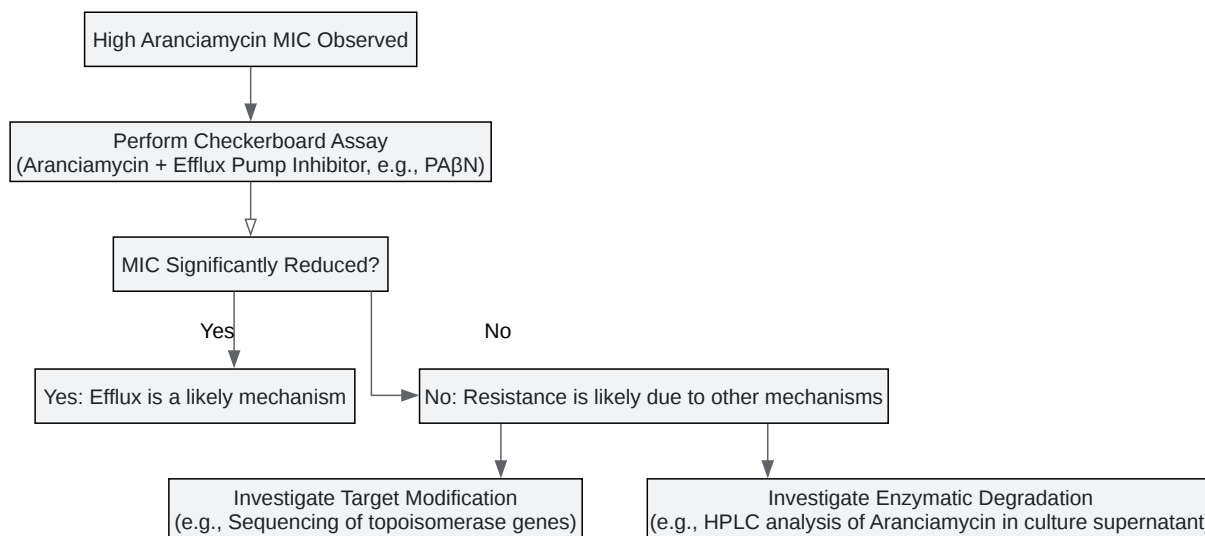 High Aranciamycin MIC Observed
Perform Checkerboard Assay
(Aranciamycin + Efflux Pump Inhibitor, e.g., PAβN)
MIC Significantly Reduced?
Yes
No
Yes: Efflux is a likely mechanism
No: Resistance is likely due to other mechanisms
Investigate Target Modification
(e.g., Sequencing of topoisomerase genes)
Investigate Enzymatic Degradation
(e.g., HPLC analysis of Aranciamycin in culture supernatant)